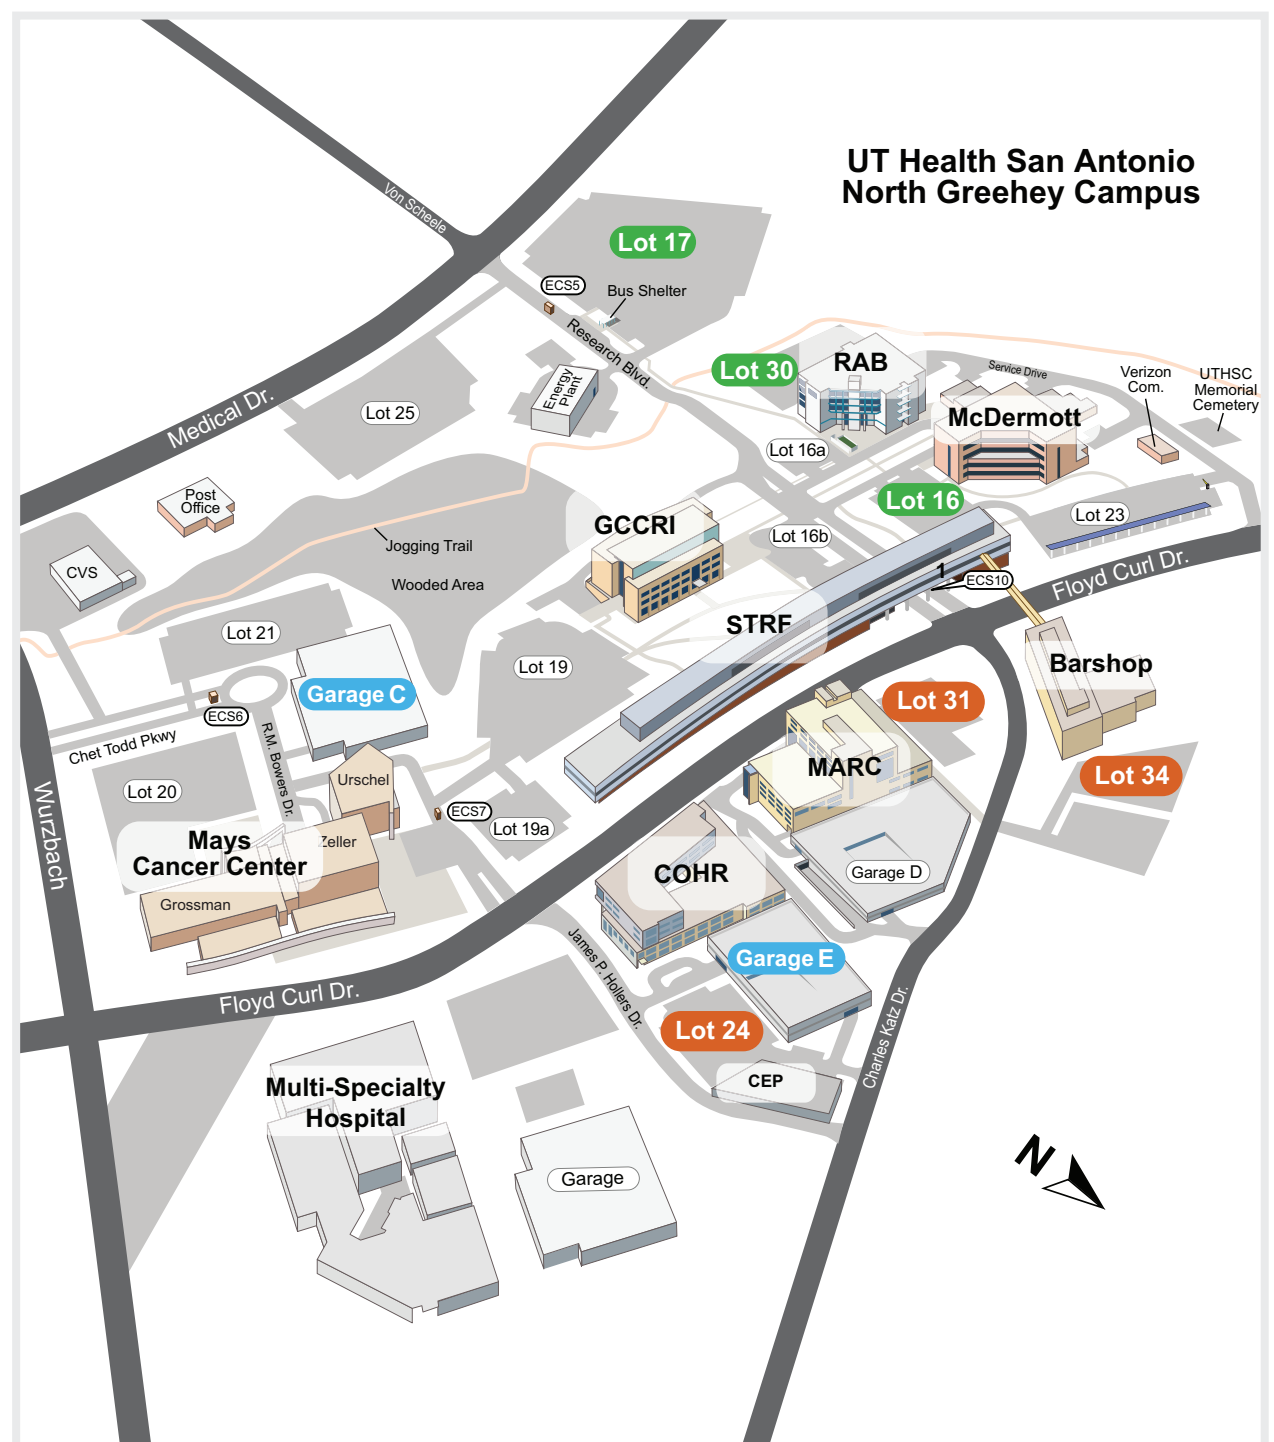 UT Health San Antonio
North Greehey Campus
Von Scheele
Lot 17
ECS5
Bus Shelter
Research Blvd.
Medical Dr.
Lot 25
Energy
Plant
Lot 30
RAB
Service Drive
Verizon
Com.
UTHSC
Memorial
Cemetery
McDermott
Lot 16a
Lot 16
Lot 23
Post
Office
GCCRI
Lot 16b
Jogging Trail
CVS
Wooded Area
1
ECS10
Floyd Curl Dr.
STRF
Lot 21
Lot 19
Barshop
Garage C
ECS6
Lot 31
Chet Todd Pkwy
R.M. Bowers Dr.
Urschel
MARC
Lot 34
Lot 20
Wurzbach
ECS7
Lot 19a
Mays
Cancer Center
Zeller
COHR
Garage D
Grossman
James P. Hollers Dr.
Garage E
Floyd Curl Dr.
Lot 24
Charles Katz Dr.
CEP
Multi-Specialty
Hospital
Garage
N